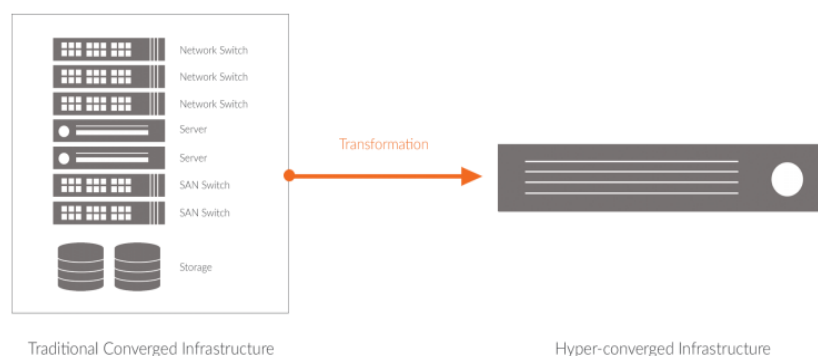 Network Switch
Network Switch
Network Switch
Server
Server
SAN Switch
SAN Switch
Storage
Transformation
Traditional Converged Infrastructure
Hyper-converged Infrastructure